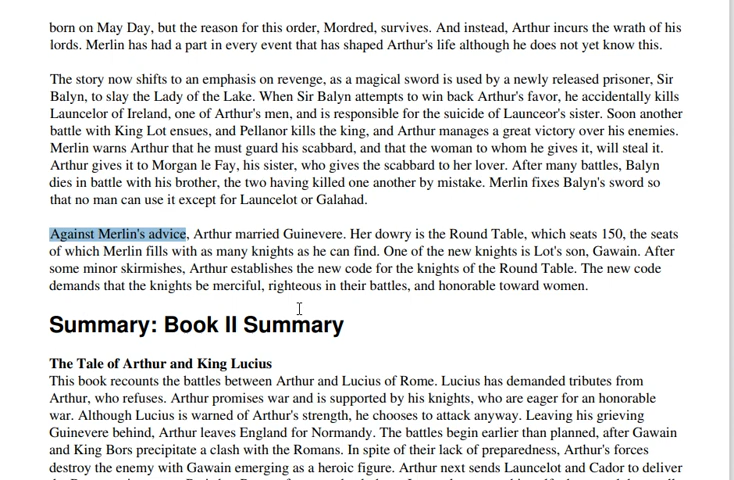 born on May Day, but the reason for this order, Mordred, survives. And instead, Arthur incurs the wrath of his
lords. Merlin has had a part in every event that has shaped Arthur's life although he does not yet know this.
The story now shifts to an emphasis on revenge, as a magical sword is used by a newly released prisoner, Sir
Balyn, to slay the Lady of the Lake. When Sir Balyn attempts to win back Arthur's favor, he accidentally kills
Launcelor of Ireland, one of Arthur's men, and is responsible for the suicide of Launceor's sister. Soon another
battle with King Lot ensues, and Pellanor kills the king, and Arthur manages a great victory over his enemies.
Merlin warns Arthur that he must guard his scabbard, and that the woman to whom he gives it, will steal it.
Arthur gives it to Morgan le Fay, his sister, who gives the scabbard to her lover. After many battles, Balyn
dies in battle with his brother, the two having killed one another by mistake. Merlin fixes Balyn's sword so
that no man can use it except for Launcelot or Galahad.
Against Merlin's advice, Arthur married Guinevere. Her dowry is the Round Table, which seats 150, the seats
of which Merlin fills with as many knights as he can find. One of the new knights is Lot's son, Gawain. After
some minor skirmishes, Arthur establishes the new code for the knights of the Round Table. The new code
demands that the knights be merciful, righteous in their battles, and honorable toward women.
Summary: Book II Summary
The Tale of Arthur and King Lucius
This book recounts the battles between Arthur and Lucius of Rome. Lucius has demanded tributes from
Arthur, who refuses. Arthur promises war and is supported by his knights, who are eager for an honorable
war. Although Lucius is warned of Arthur's strength, he chooses to attack anyway. Leaving his grieving
Guinevere behind, Arthur leaves England for Normandy. The battles begin earlier than planned, after Gawain
and King Bors precipitate a clash with the Romans. In spite of their lack of preparedness, Arthur's forces
destroy the enemy with Gawain emerging as a heroic figure. Arthur next sends Launcelot and Cador to deliver